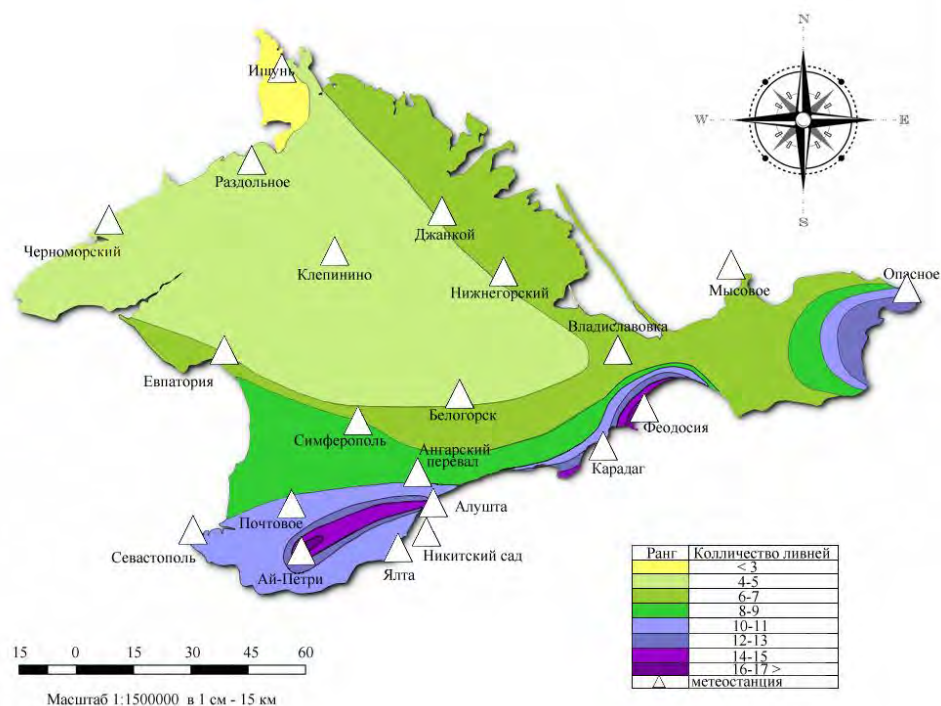 N
Ишунь
W
E
Раздольное
S
Черноморский
Джанкой
Клепинино
Нижнегорский
Мысовое
Опасное
Владиславовка
Евпатория
Белогорск
Симферополь
Феодосия
Ангарский
перевал
Карадаг
Почтовое
Алушта
Севастополь
Никитский сад
Ай-Петри
Ялта
Ранг Колличество ливней
< 3
4-5
6-7
8-9
10-11
12-13
14-15
16-17 >
метеостанция
15 0 15 30 45 60
Масштаб 1:1500000 в 1 см - 15 км